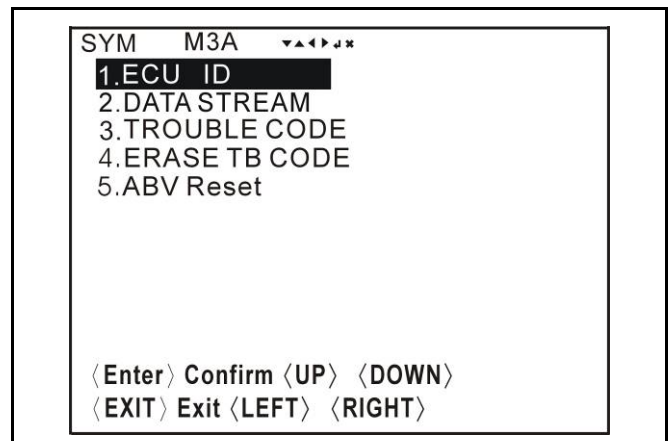 SYM M3A ▼▲◀▶↲✖
1.ECU ID
2.DATA STREAM
3.TROUBLE CODE
4.ERASE TB CODE
5.ABV Reset
〈Enter〉 Confirm 〈UP〉 〈DOWN〉
〈EXIT〉 Exit 〈LEFT〉 〈RIGHT〉